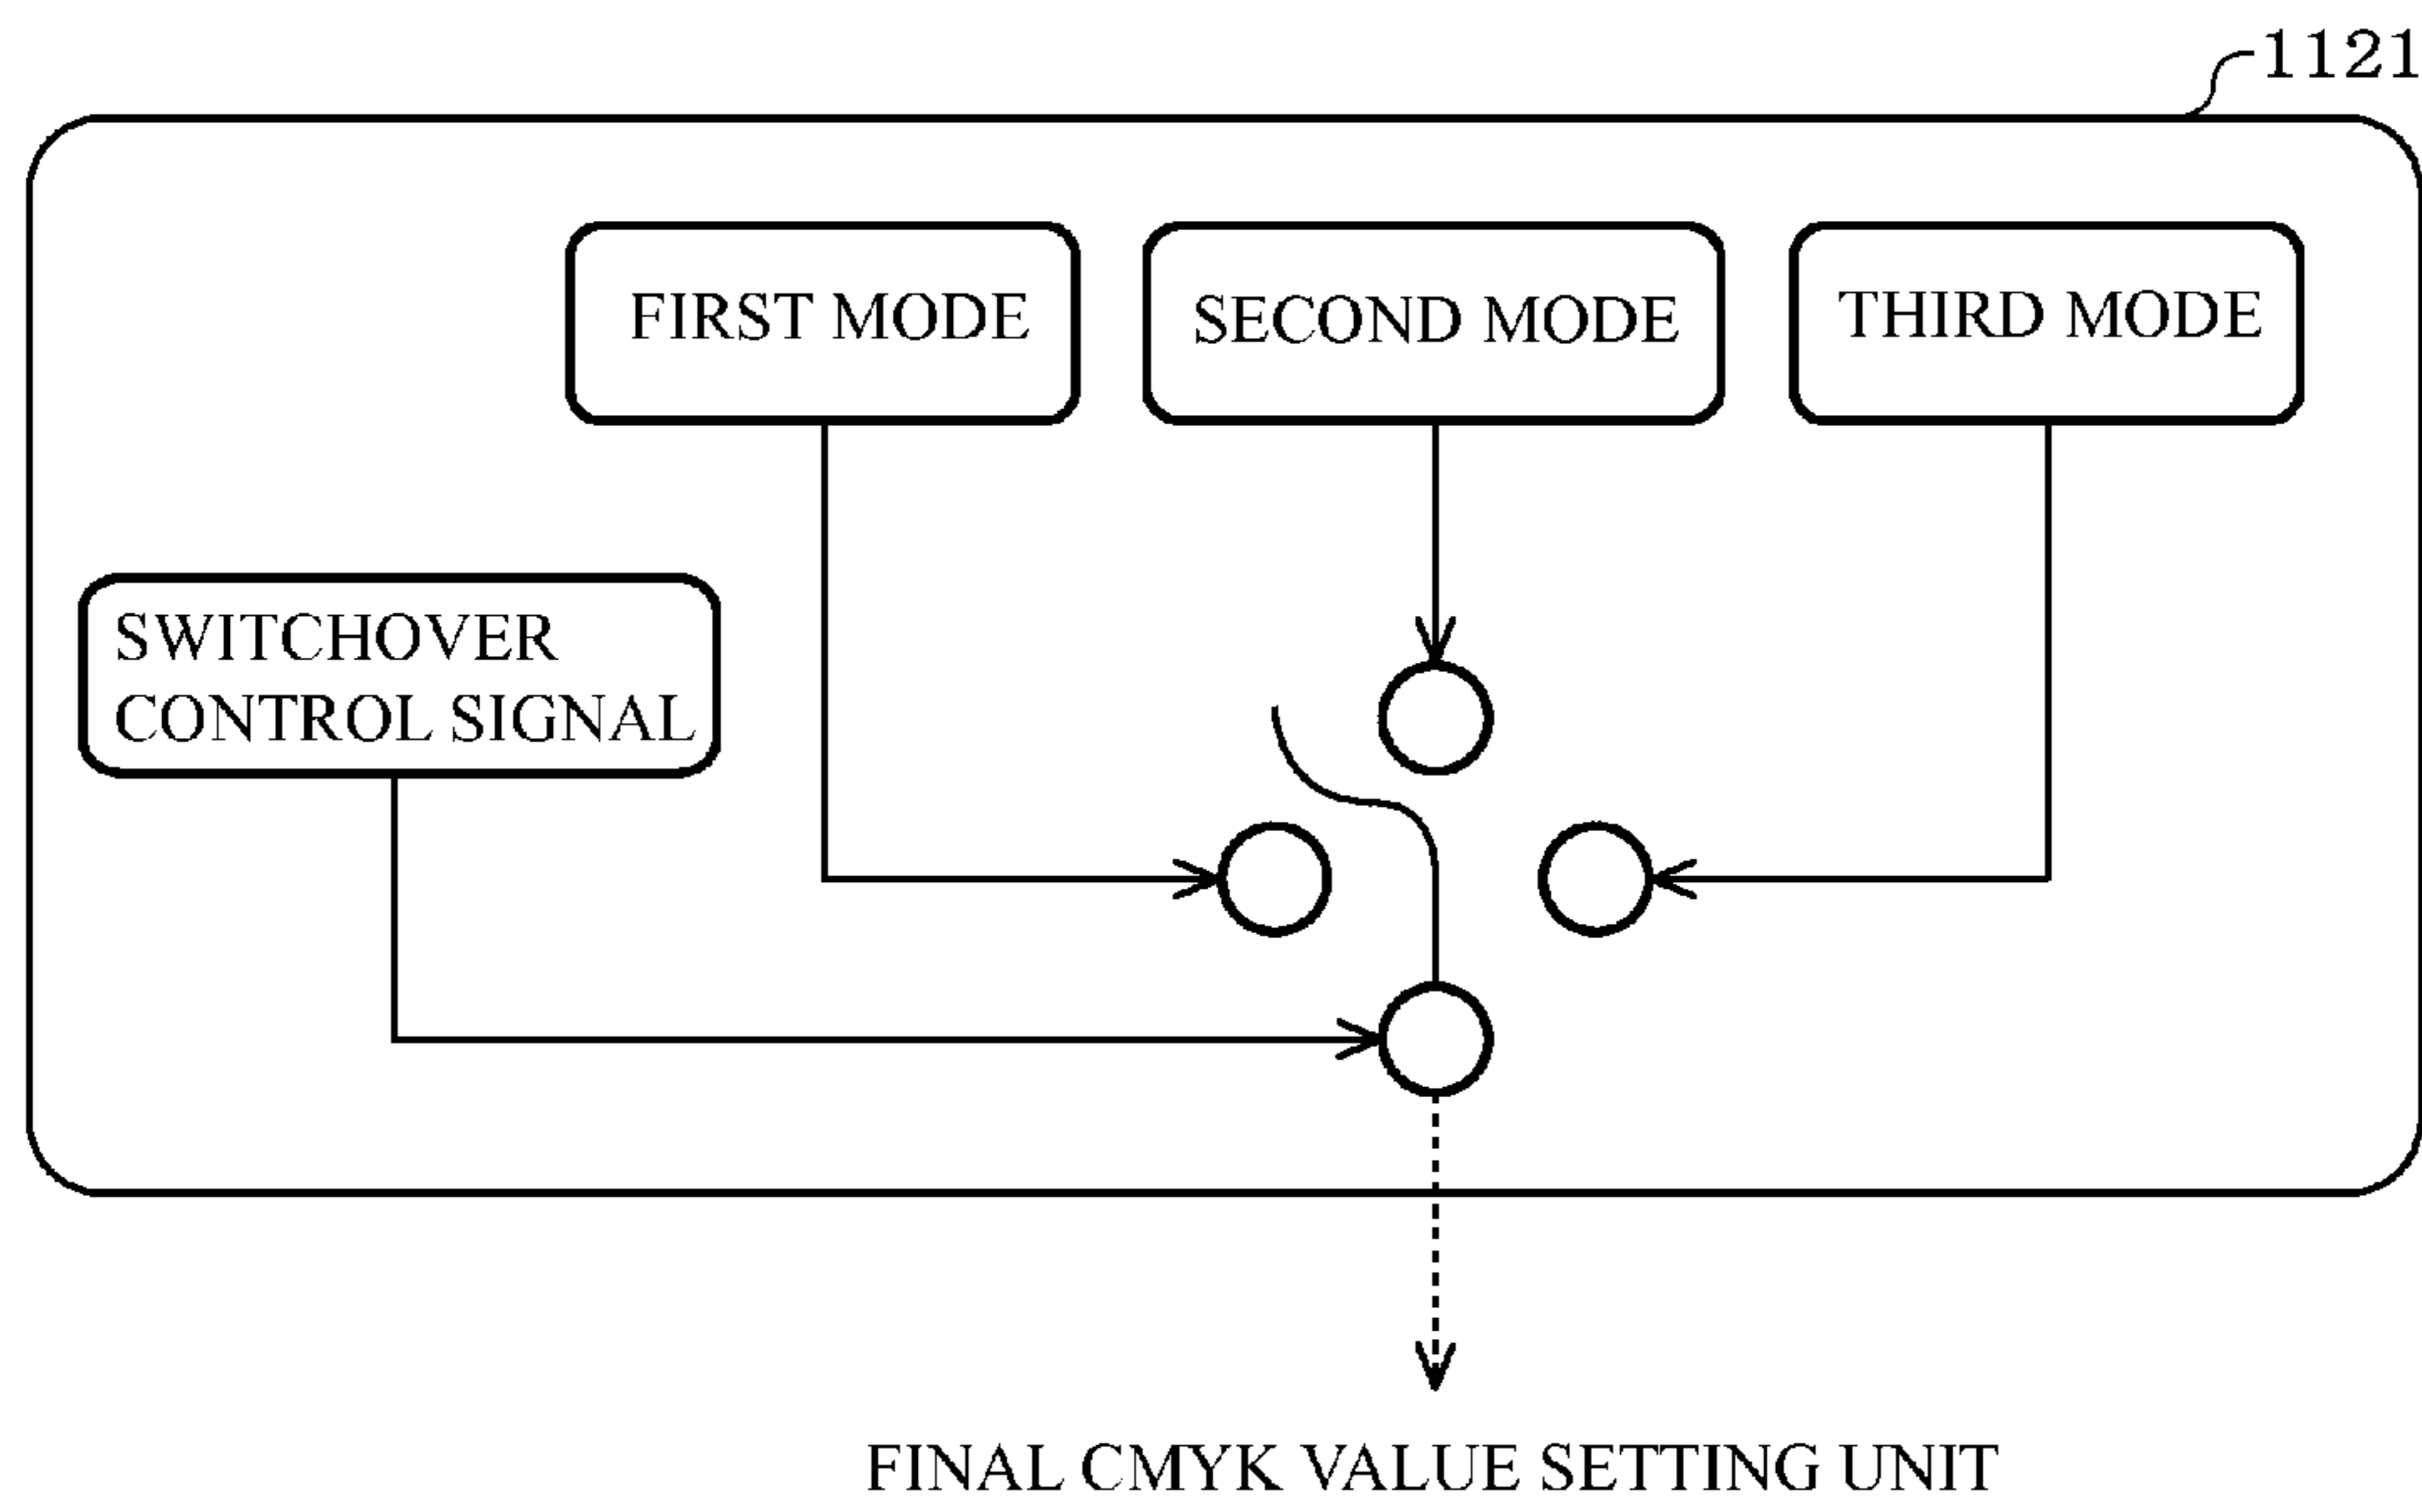 1121
FIRST MODE
SECOND MODE
THIRD MODE
SWITCHOVER
CONTROL SIGNAL
FINAL CMYK VALUE SETTING UNIT